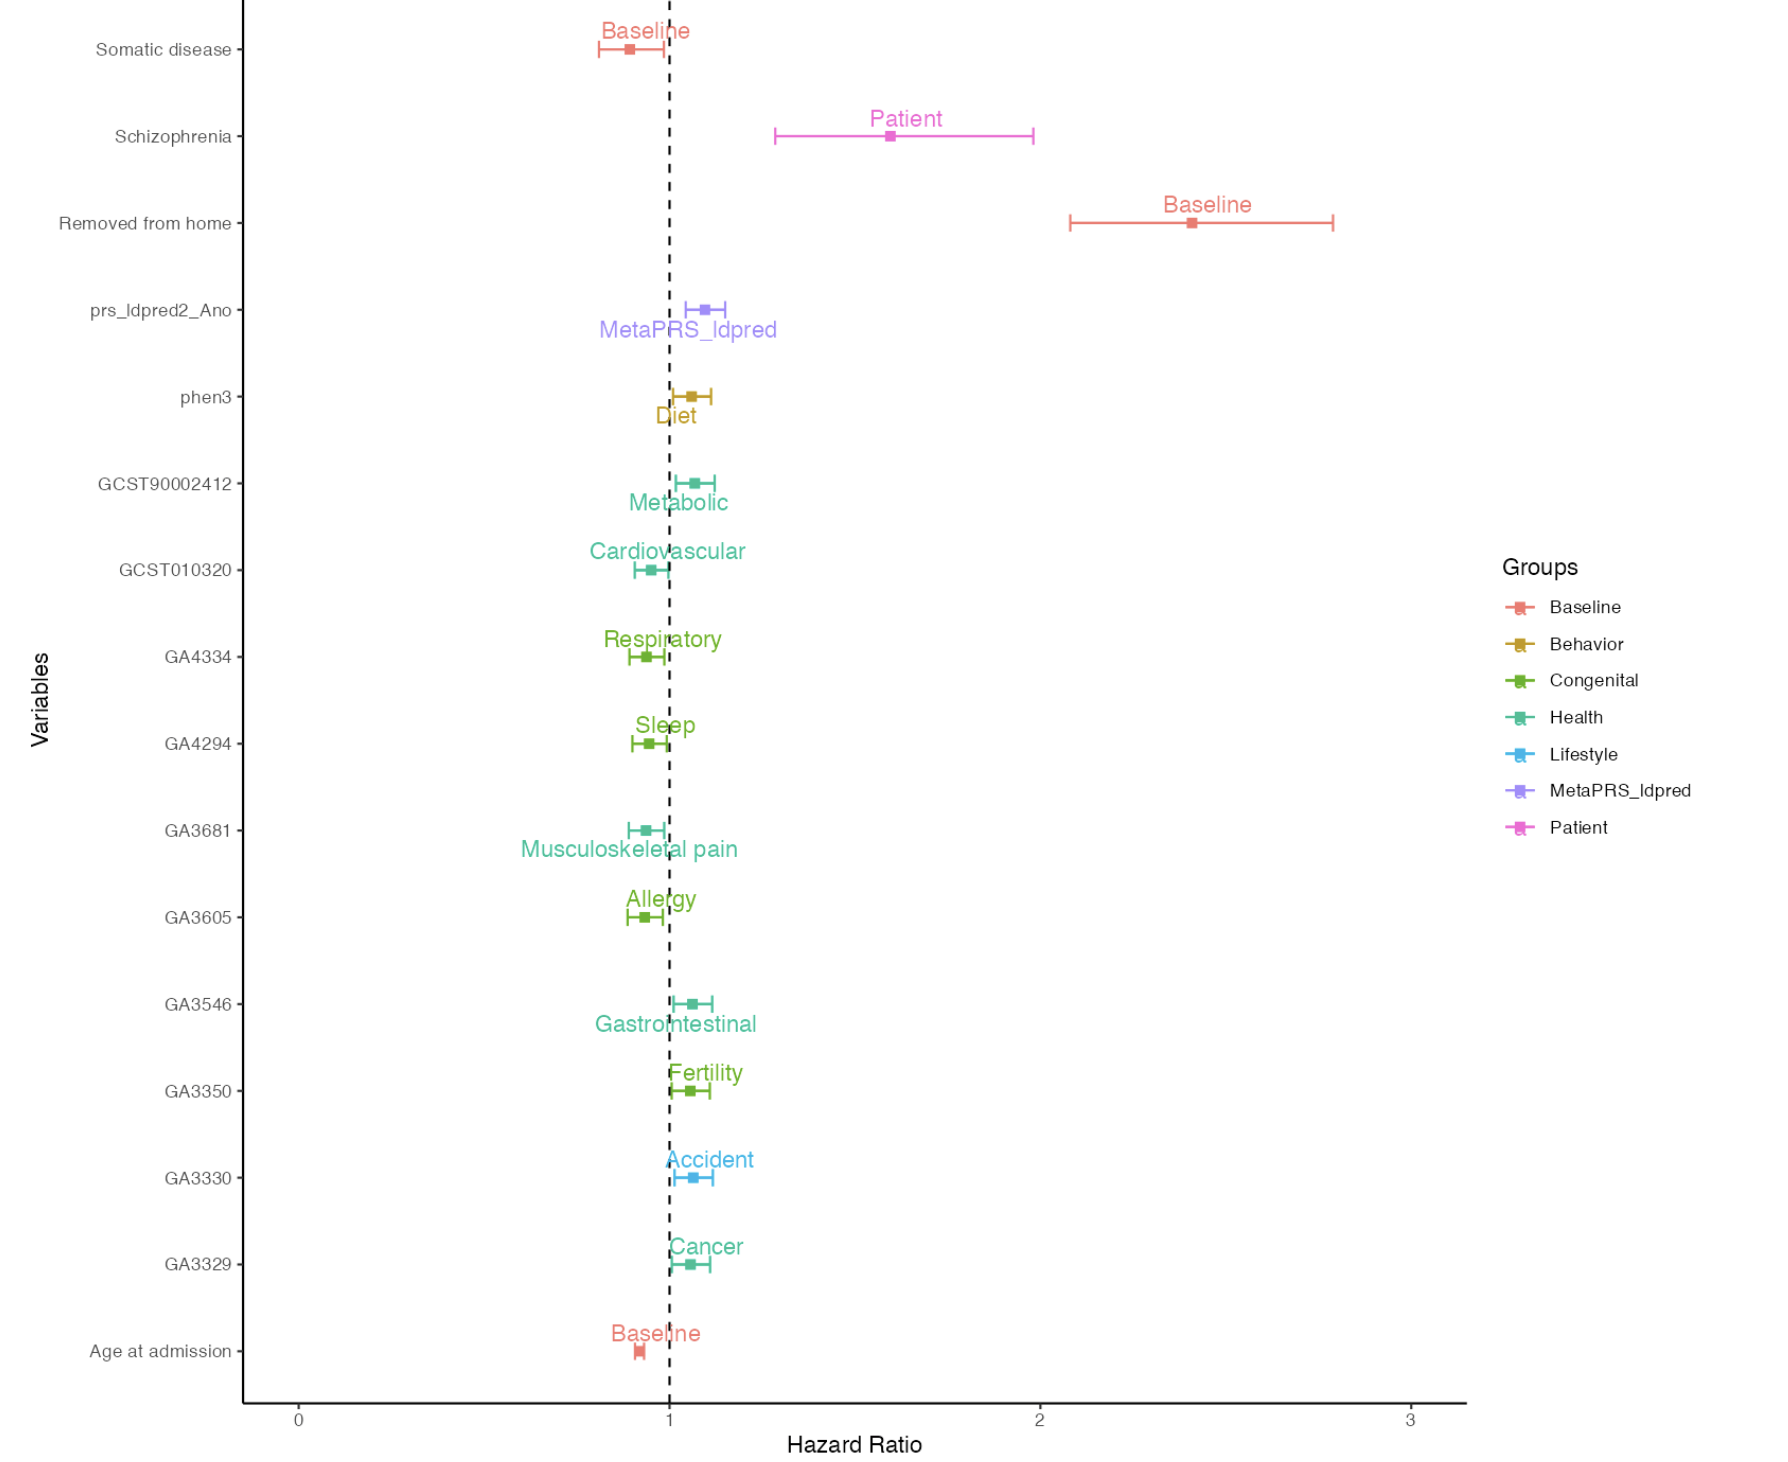 Baseline
Somatic disease
Patient
Schizophrenia
Baseline
Removed from home
prs_ldpred2_Ano
MetaPRS_ldpred
phen3
Diet
GCST90002412
Metabolic
Cardiovascular
GCST010320
Respiratory
GA4334
Sleep
GA4294
GA3681
Musculoskeletal pain
Allergy
GA3605
GA3546
Gastrointestinal
Fertility
GA3350
Accident
GA3330
Cancer
GA3329
Baseline
Age at admission
0 1 2 3
Hazard Ratio
Variables
Groups
Baseline
Behavior
Congenital
Health
Lifestyle
MetaPRS_ldpred
Patient